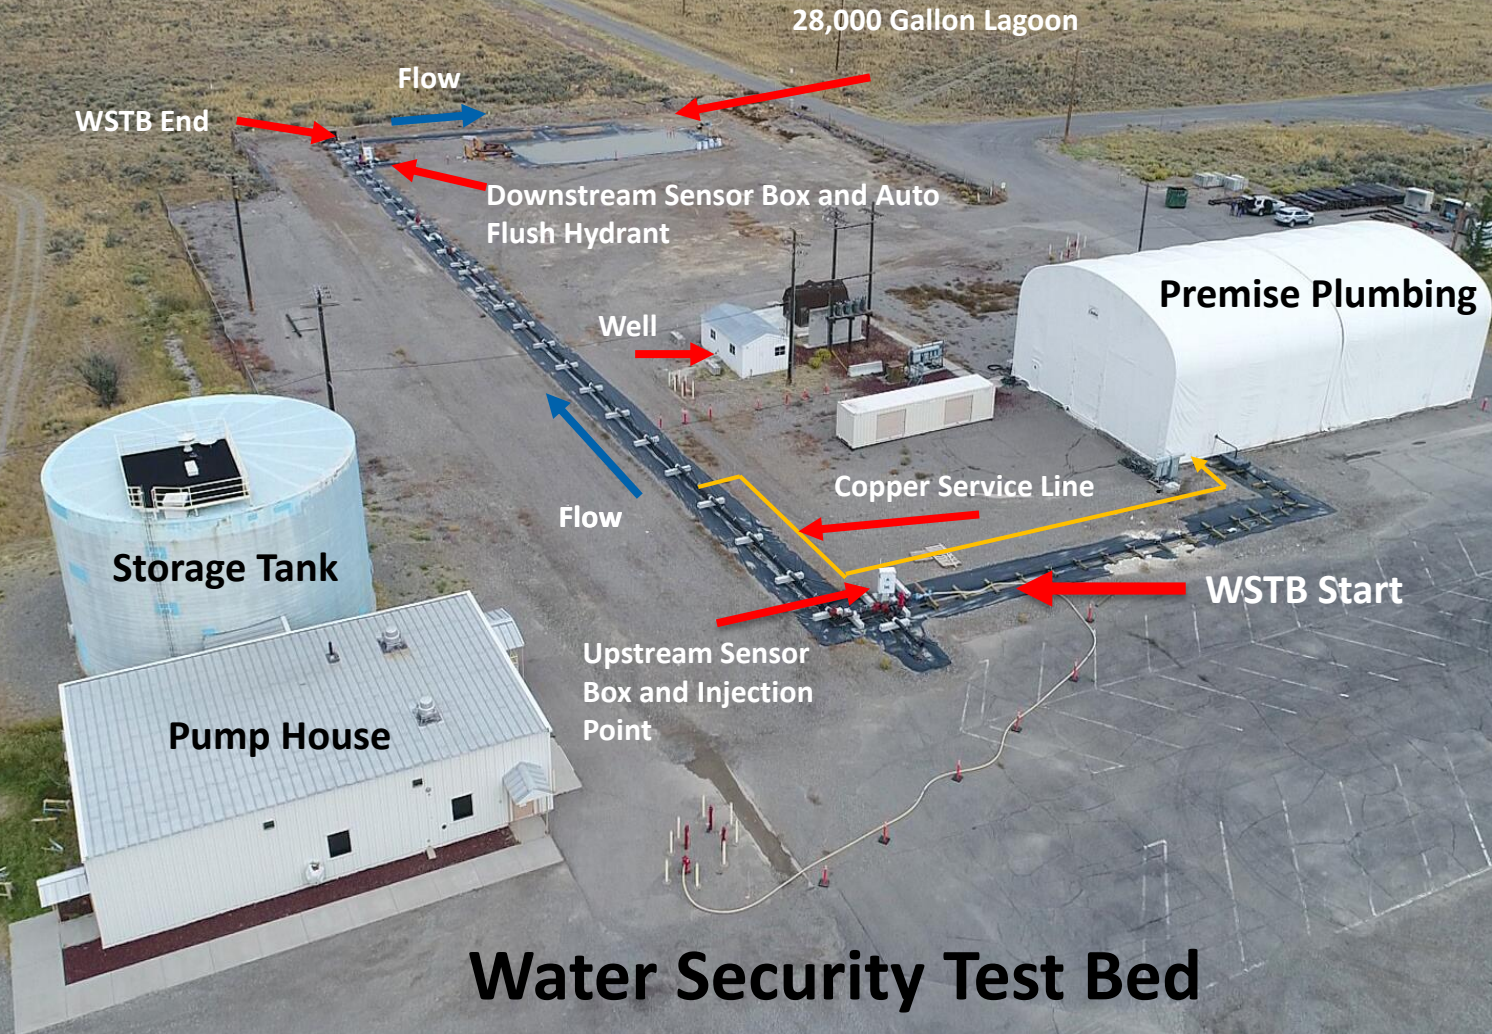 28,000 Gallon Lagoon
Flow
WSTB End
Downstream Sensor Box and Auto
Flush Hydrant
Premise Plumbing
Well
Copper Service Line
Flow
Storage Tank
WSTB Start
Upstream Sensor
Box and Injection
Point
Pump House
Water Security Test Bed